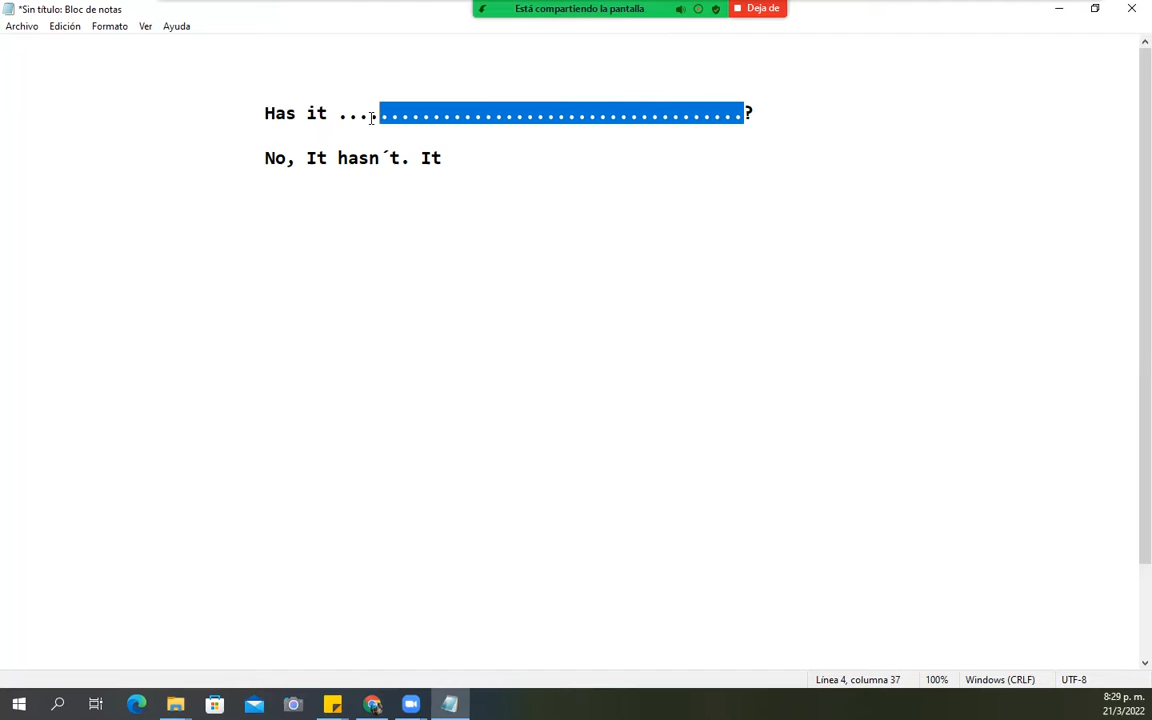 *Sin título: Bloc de notas
Está compartiendo la pantalla
Deja de
Archivo Edición Formato Ver Ayuda
Has it .......................................?
No, It hasn´t. It
Línea 4, columna 37 100% Windows (CRLF) UTF-8
8:29 p. m.
21/3/2022